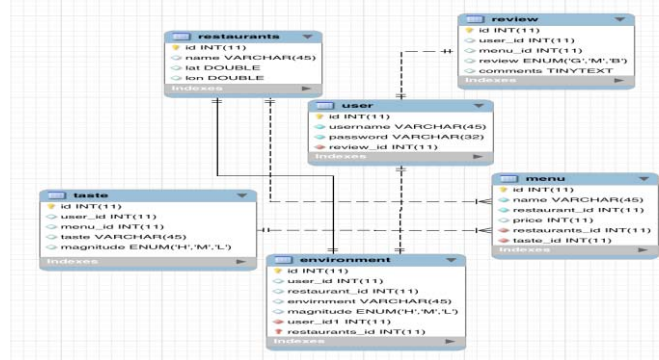 restaurants
id INT(11)
name VARCHAR(45)
lat DOUBLE
lon DOUBLE
Indexes
review
id INT(11)
user_id INT(11)
menu_id INT(11)
review ENUM('G','M','B')
comments TINYTEXT
Indexes
user
id INT(11)
username VARCHAR(45)
password VARCHAR(32)
review_id INT(11)
Indexes
menu
id INT(11)
name VARCHAR(45)
restaurant_id INT(11)
price INT(11)
restaurants_id INT(11)
taste_id INT(11)
Indexes
taste
id INT(11)
user_id INT(11)
menu_id INT(11)
taste VARCHAR(45)
magnitude ENUM('H','M','L')
Indexes
environment
id INT(11)
user_id INT(11)
restaurant_id INT(11)
envirnment VARCHAR(45)
magnitude ENUM('H','M','L')
user_id1 INT(11)
restaurants_id INT(11)
Indexes